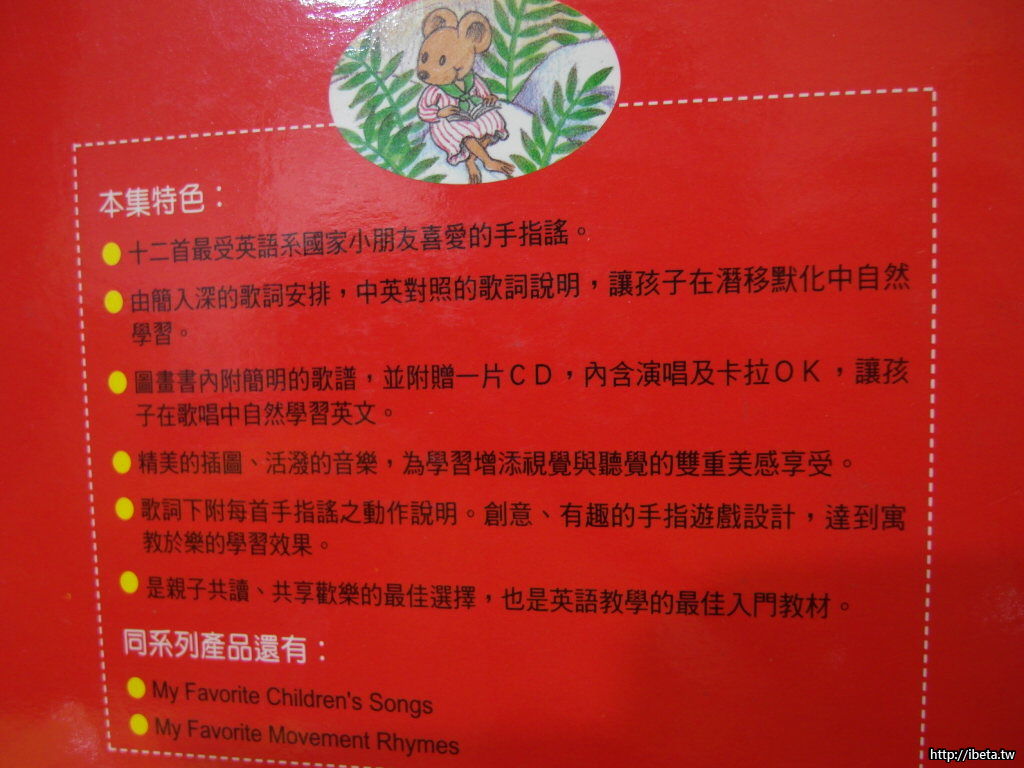 本集特色：
十二首最受英語系國家小朋友喜愛的手指謠。
由簡入深的歌詞安排，中英對照的歌詞說明，讓孩子在潛移默化中自然
學習。
圖畫書內附簡明的歌譜，並附贈一片ＣＤ，內含演唱及卡拉ＯＫ，讓孩
子在歌唱中自然學習英文。
精美的插圖、活潑的音樂，為學習增添視覺與聽覺的雙重美感享受。
歌詞下附每首手指謠之動作說明。創意、有趣的手指遊戲設計，達到寓
教於樂的學習效果。
是親子共讀、共享歡樂的最佳選擇，也是英語教學的最佳入門教材。
同系列產品還有：
My Favorite Children's Songs
My Favorite Movement Rhymes
http://ibeta.tw